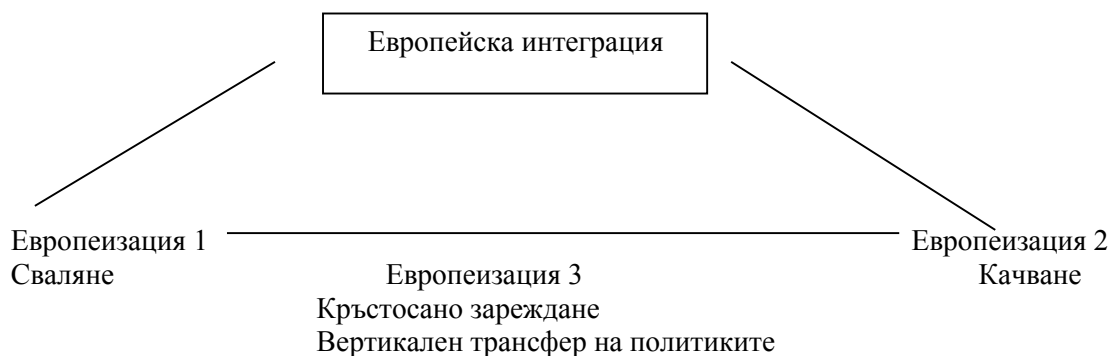 Европейска интеграция
Европеизация 1
Сваляне
Европеизация 2
Качване
Европеизация 3
Кръстосано зареждане
Вертикален трансфер на политиките